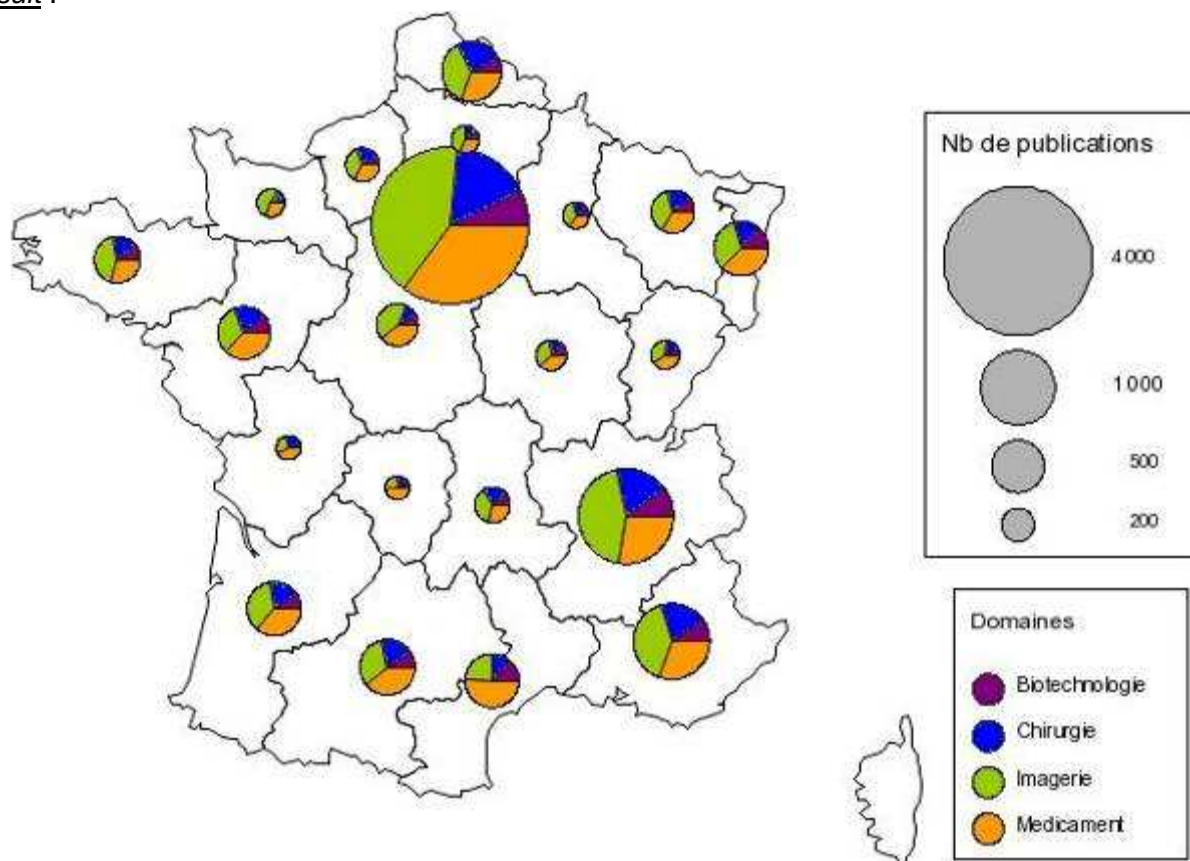 Nb de publications
4 000
1 000
500
200
Domaines
Biotechnologie
Chirurgie
Imagerie
Medicament